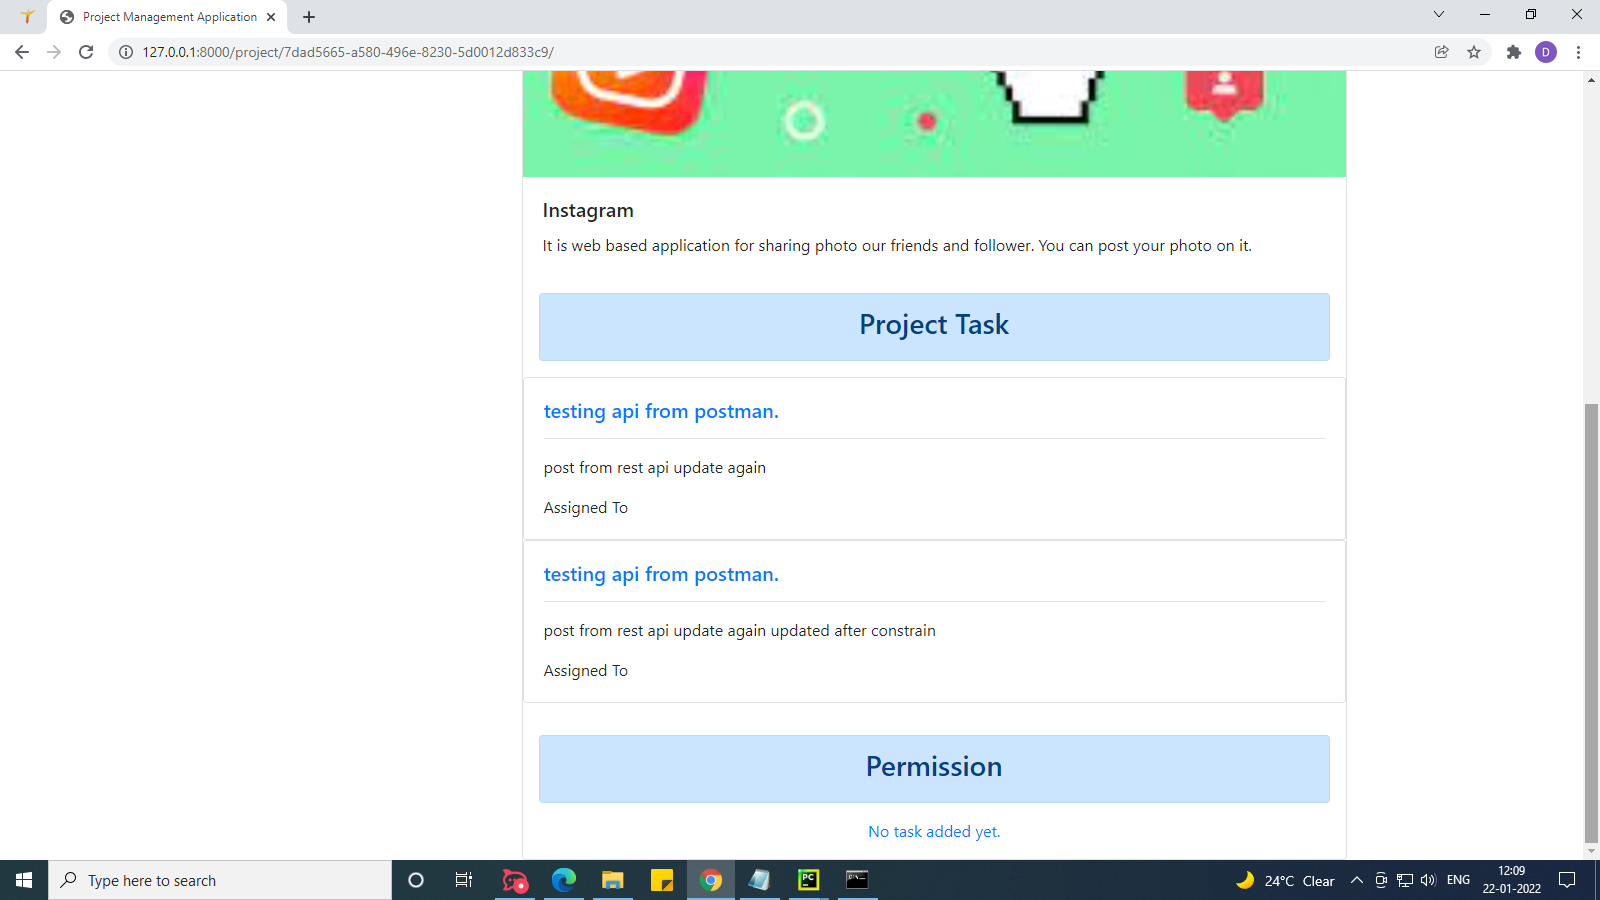 Project Management Application
127.0.0.1:8000/project/7dad5665-a580-496e-8230-5d0012d833c9/
D
Instagram
It is web based application for sharing photo our friends and follower. You can post your photo on it.
Project Task
testing api from postman.
post from rest api update again
Assigned To
testing api from postman.
post from rest api update again updated after constrain
Assigned To
Permission
No task added yet.
Type here to search
PC
24°C Clear
ENG
12:09
22-01-2022